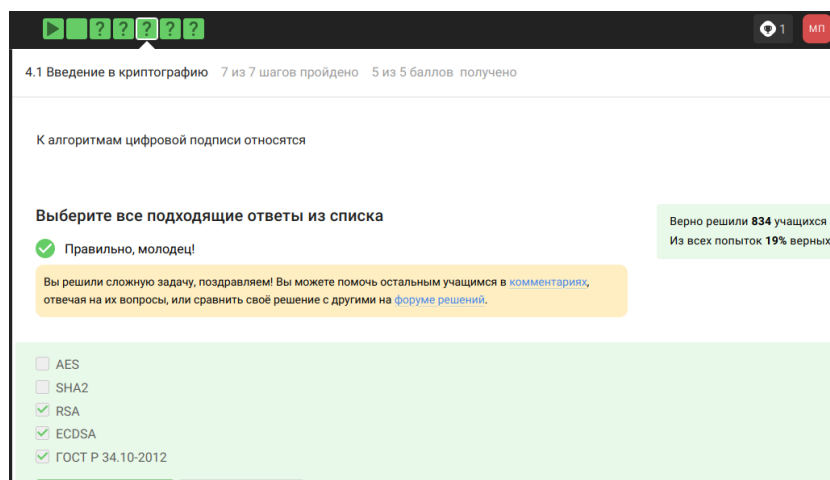 ? ? ? ? ?
1 МП
4.1 Введение в криптографию 7 из 7 шагов пройдено 5 из 5 баллов получено
К алгоритмам цифровой подписи относятся
Выберите все подходящие ответы из списка
Правильно, молодец!
Вы решили сложную задачу, поздравляем! Вы можете помочь остальным учащимся в комментариях,
отвечая на их вопросы, или сравнить своё решение с другими на форуме решений.
Верно решили 834 учащихся
Из всех попыток 19% верных
AES
SHA2
RSA
ECDSA
ГОСТ Р 34.10-2012